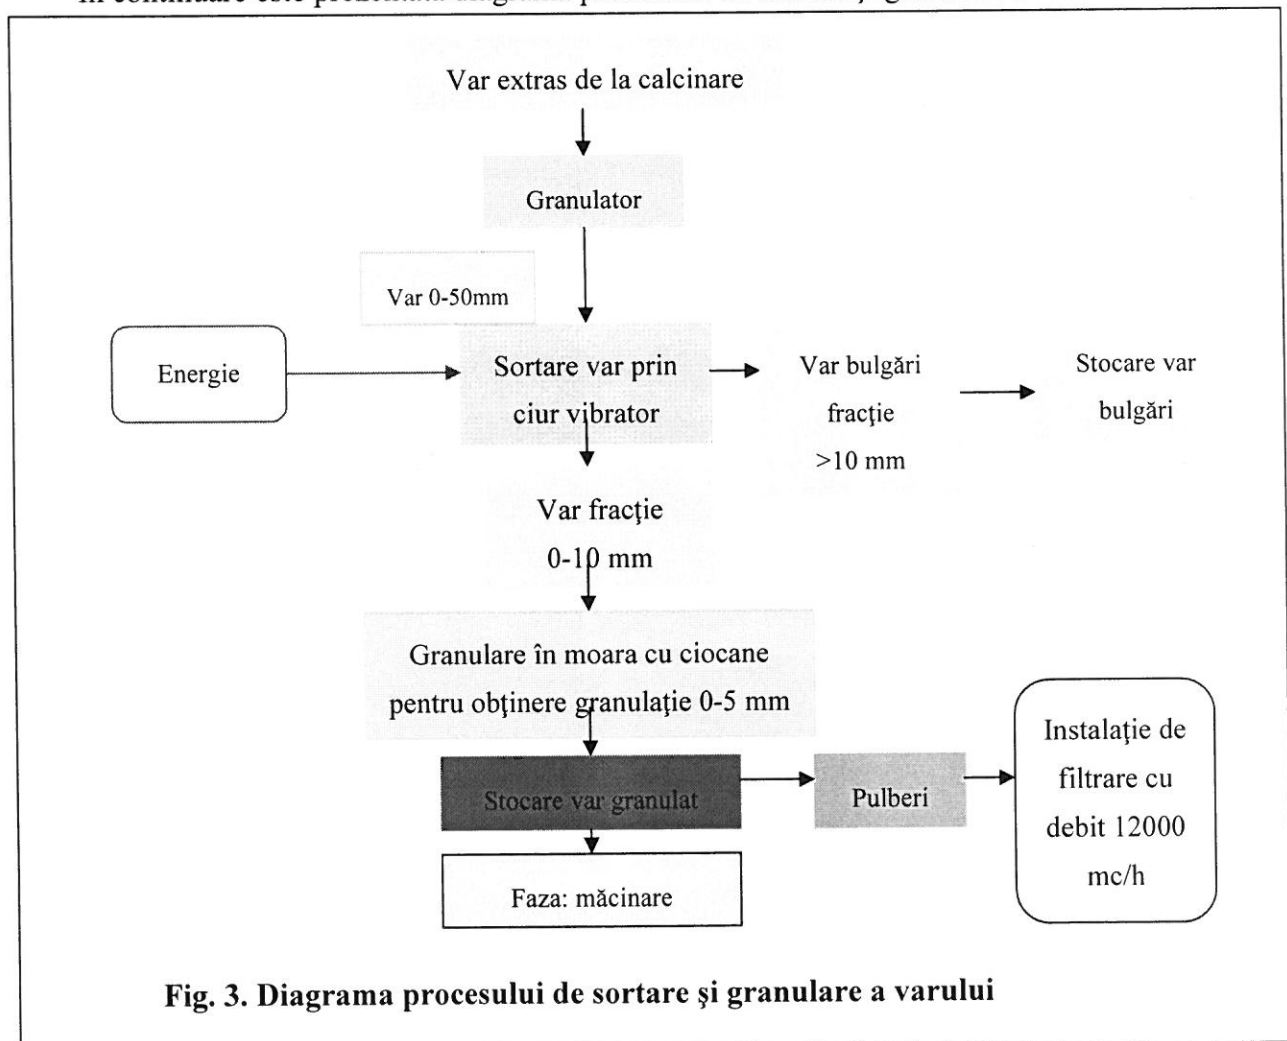 Var extras de la calcinare
Granulator
Var 0-50mm
Energie
Sortare var prin
ciur vibrator
Var bulgări
fracţie
>10 mm
Stocare var
bulgări
Var fracţie
0-10 mm
Granulare în moara cu ciocane
pentru obţinere granulaţie 0-5 mm
Stocare var granulat
Pulberi
Instalaţie de
filtrare cu
debit 12000
mc/h
Faza: măcinare
Fig. 3. Diagrama procesului de sortare şi granulare a varului